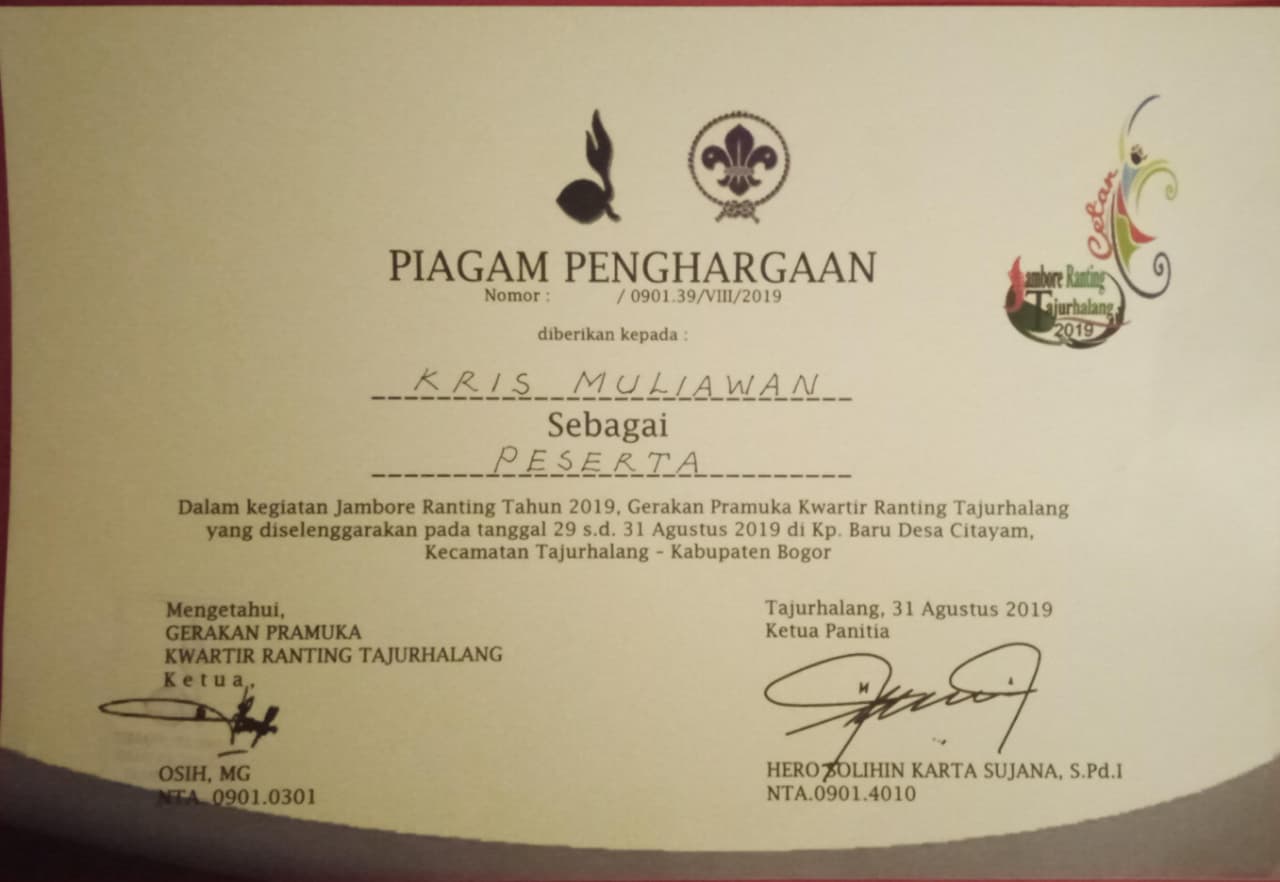 PIAGAM PENGHARGAAN
Nomor : / 0901.39/VIII/2019
Cetar
Jambore Ranting
Tajurhalang
2019
diberikan kepada :
KRIS MULIAWAN
Sebagai
PESERTA
Dalam kegiatan Jambore Ranting Tahun 2019, Gerakan Pramuka Kwartir Ranting Tajurhalang
yang diselenggarakan pada tanggal 29 s.d. 31 Agustus 2019 di Kp. Baru Desa Citayam,
Kecamatan Tajurhalang - Kabupaten Bogor
Mengetahui,
GERAKAN PRAMUKA
KWARTIR RANTING TAJURHALANG
Ketua,
OSIH, MG
NTA. 0901.0301
Tajurhalang, 31 Agustus 2019
Ketua Panitia
HERO SOLIHIN KARTA SUJANA, S.Pd.I
NTA.0901.4010